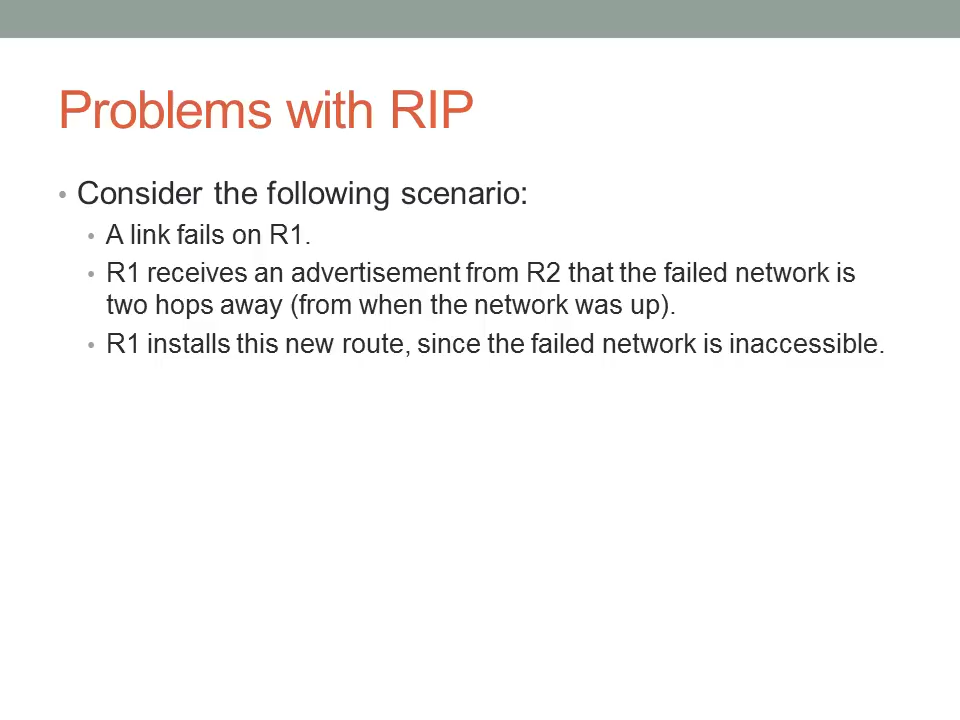 Problems with RIP
• Consider the following scenario:
• A link fails on R1.
• R1 receives an advertisement from R2 that the failed network is
two hops away (from when the network was up).
• R1 installs this new route, since the failed network is inaccessible.